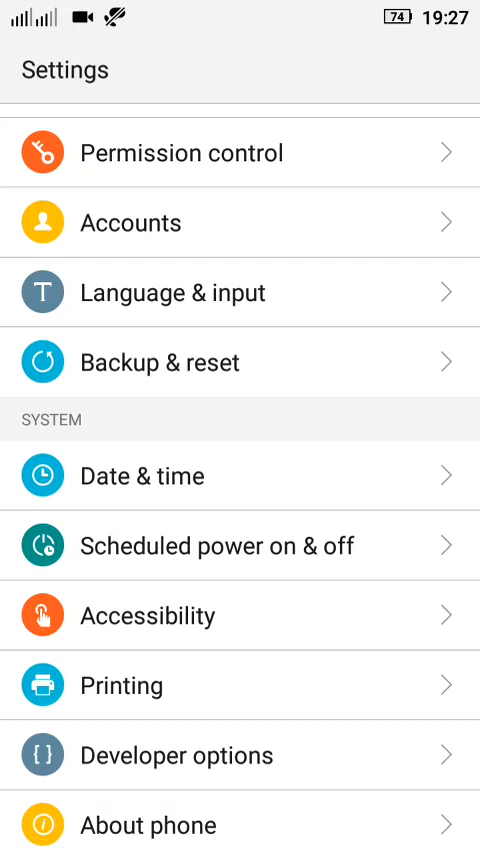 74 19:27
Settings
Permission control
Accounts
T Language & input
Backup & reset
SYSTEM
Date & time
Scheduled power on & off
Accessibility
Printing
{ } Developer options
i About phone